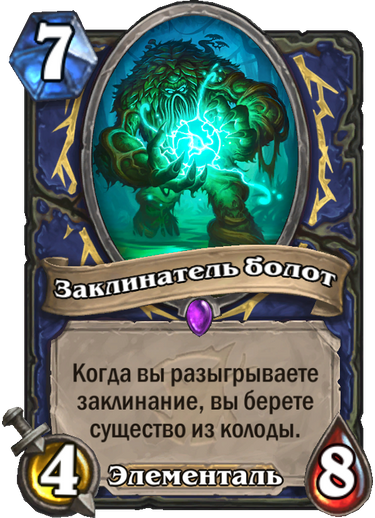 7
Заклинатель болот
Когда вы разыгрываете
заклинание, вы берете
существо из колоды.
4
Элементаль
8